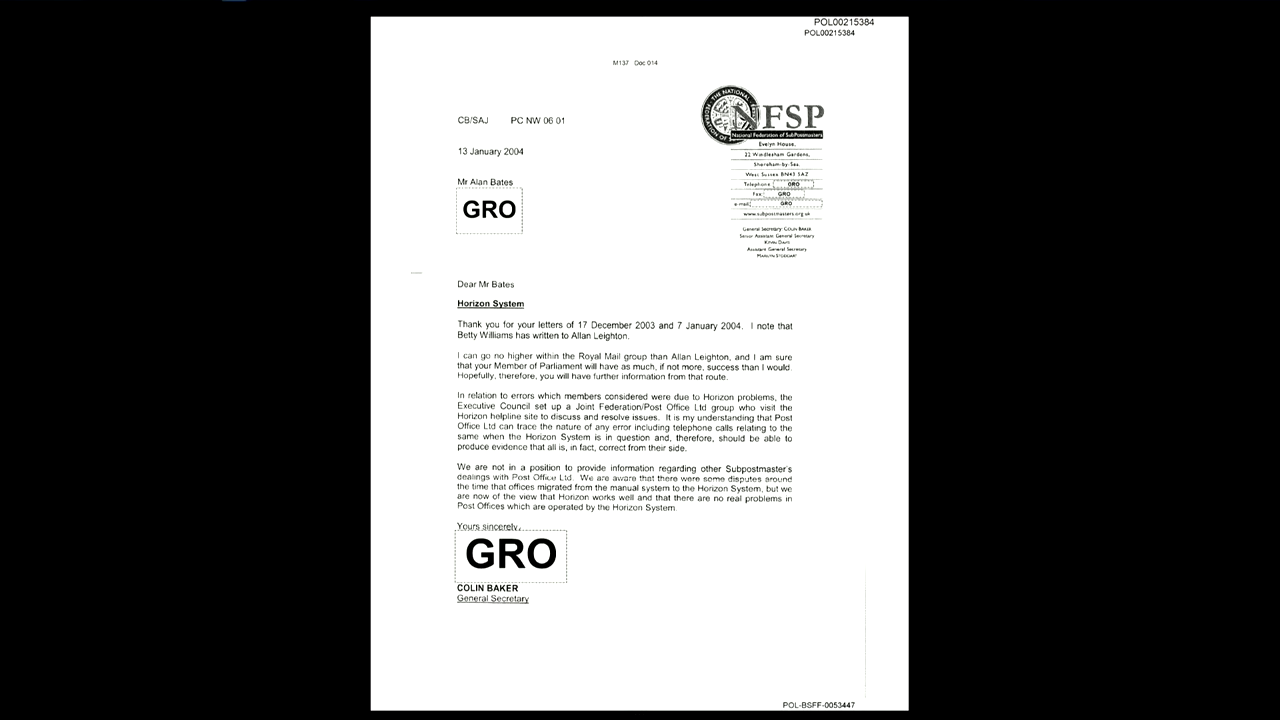 POL00215384
POL00215384
M137 Doc 014
NFSP
National Federation of SubPostmasters
Evelyn House,
22 Windlesham Gardens,
Shoreham-by-Sea,
West Sussex BN43 5AZ
Telephone: GRO
Fax: GRO
e-mail: GRO
www.subpostmasters.org.uk
General Secretary: COLIN BAKER
Senior Assistant General Secretary
KEVIN DAVIS
Assistant General Secretary
MARILYN STODDART
CB/SAJ PC NW 06 01
13 January 2004
Mr Alan Bates
GRO
Dear Mr Bates
Horizon System
Thank you for your letters of 17 December 2003 and 7 January 2004. I note that
Betty Williams has written to Allan Leighton.
I can go no higher within the Royal Mail group than Allan Leighton, and I am sure
that your Member of Parliament will have as much, if not more, success than I would.
Hopefully, therefore, you will have further information from that route.
In relation to errors which members considered were due to Horizon problems, the
Executive Council set up a Joint Federation/Post Office Ltd group who visit the
Horizon helpline site to discuss and resolve issues. It is my understanding that Post
Office Ltd can trace the nature of any error including telephone calls relating to the
same when the Horizon System is in question and, therefore, should be able to
produce evidence that all is, in fact, correct from their side.
We are not in a position to provide information regarding other Subpostmaster's
dealings with Post Office Ltd. We are aware that there were some disputes around
the time that offices migrated from the manual system to the Horizon System, but we
are now of the view that Horizon works well and that there are no real problems in
Post Offices which are operated by the Horizon System.
Yours sincerely,
GRO
COLIN BAKER
General Secretary
POL-BSFF-0053447